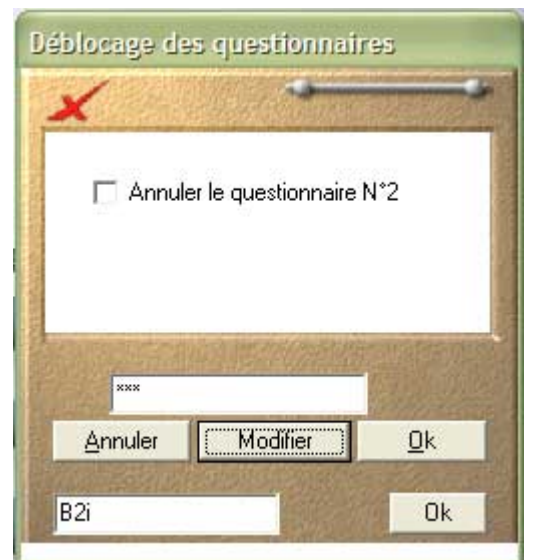 Déblocage des questionnaires
Annuler le questionnaire N°2
***
Annuler Modifier Ok
B2i Ok